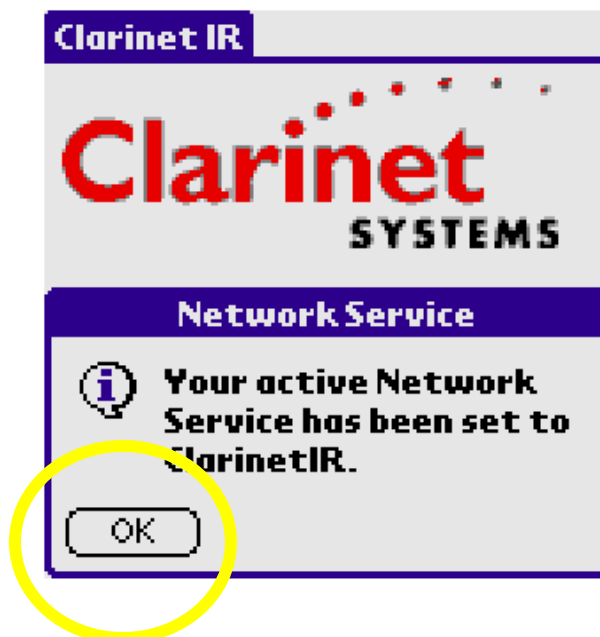 Clarinet IR
Clarinet
SYSTEMS
Network Service
Your active Network
Service has been set to
ClarinetIR.
OK